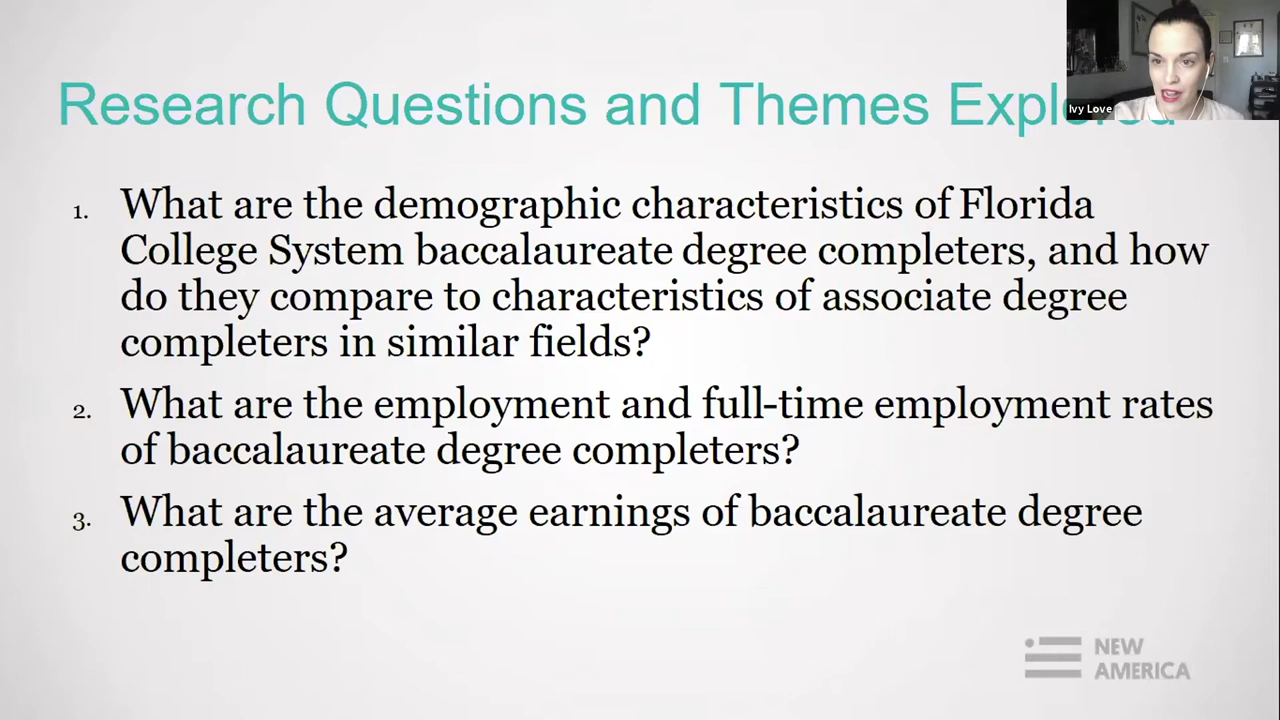 Research Questions and Themes Explored
Ivy Love
1. What are the demographic characteristics of Florida
College System baccalaureate degree completers, and how
do they compare to characteristics of associate degree
completers in similar fields?
2. What are the employment and full-time employment rates
of baccalaureate degree completers?
3. What are the average earnings of baccalaureate degree
completers?
NEW
AMERICA